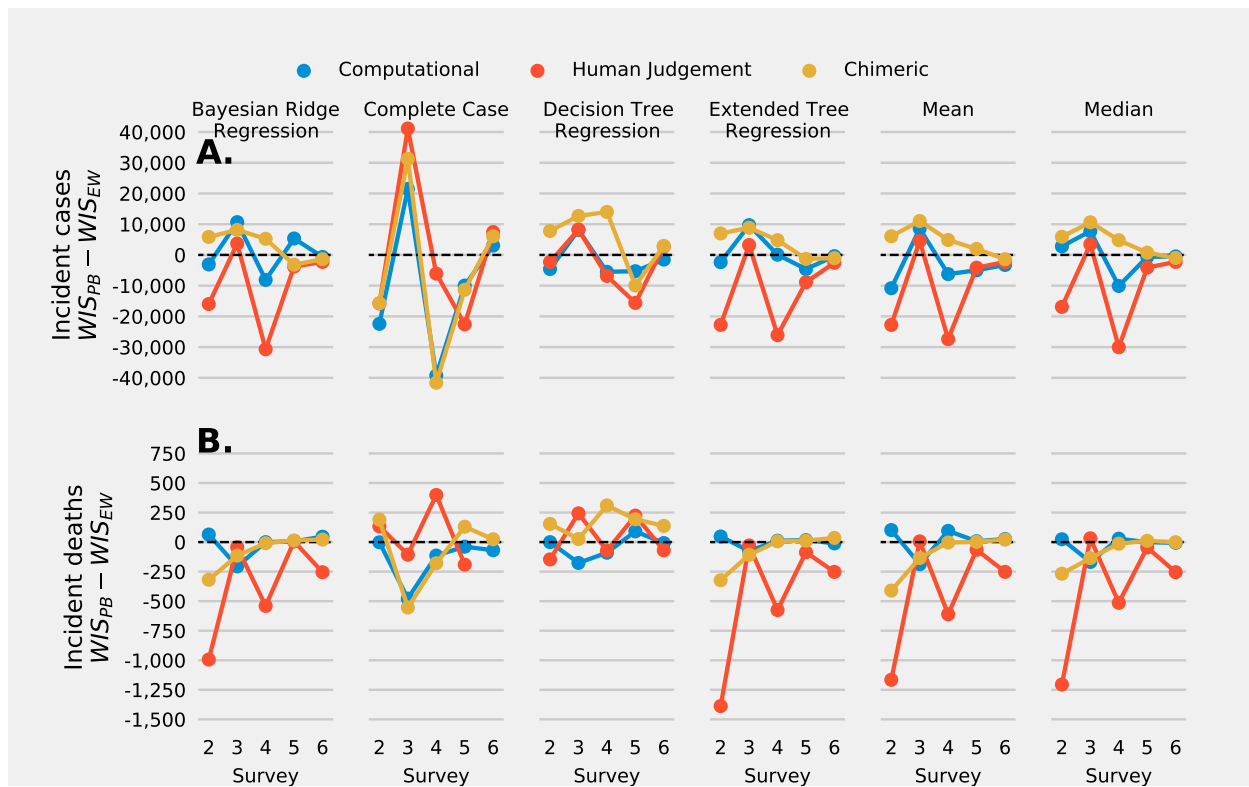 Computational Human Judgement Chimeric
Bayesian Ridge Regression
Complete Case
Decision Tree Regression
Extended Tree Regression
Mean
Median
A.
Incident cases
WIS_PB − WIS_EW
40,000
30,000
20,000
10,000
0
-10,000
-20,000
-30,000
-40,000
B.
Incident deaths
WIS_PB − WIS_EW
750
500
250
0
-250
-500
-750
-1,000
-1,250
-1,500
2 3 4 5 6 2 3 4 5 6 2 3 4 5 6 2 3 4 5 6 2 3 4 5 6 2 3 4 5 6
Survey Survey Survey Survey Survey Survey